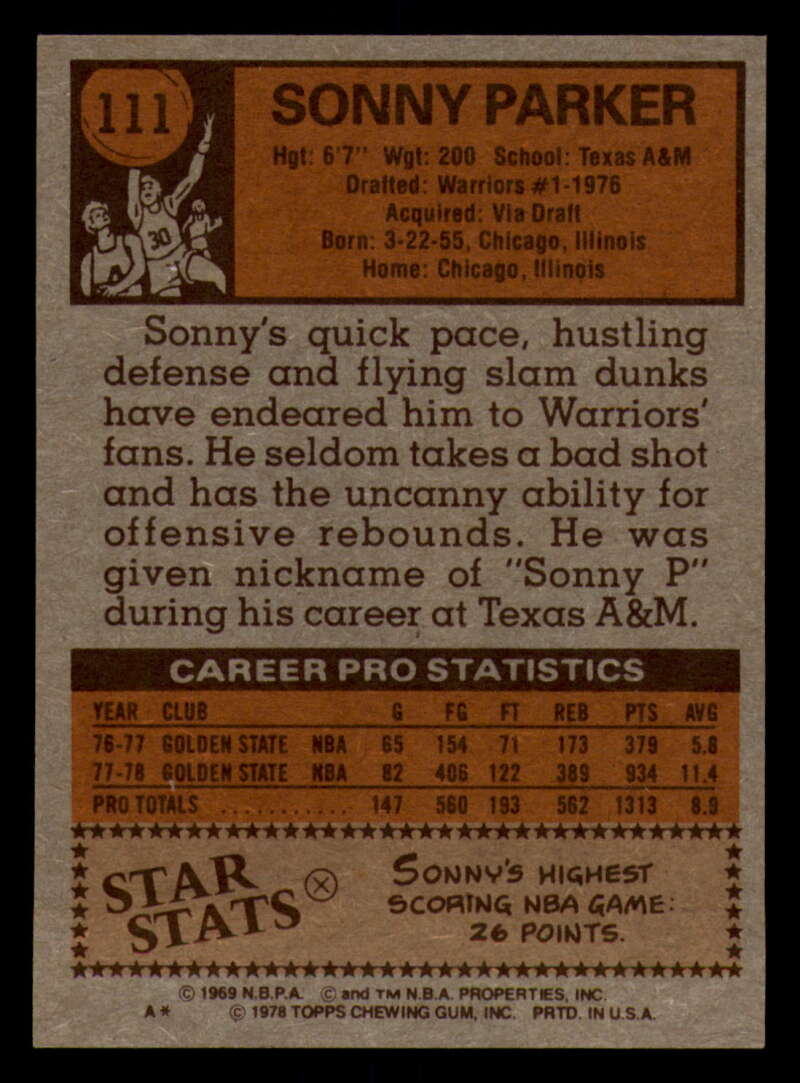 111
30
A
SONNY PARKER
Hgt: 6'7" Wgt: 200 School: Texas A&M
Drafted: Warriors #1-1976
Acquired: Via Draft
Born: 3-22-55, Chicago, Illinois
Home: Chicago, Illinois
Sonny's quick pace, hustling
defense and flying slam dunks
have endeared him to Warriors'
fans. He seldom takes a bad shot
and has the uncanny ability for
offensive rebounds. He was
given nickname of "Sonny P"
during his career at Texas A&M.
CAREER PRO STATISTICS
YEAR CLUB G FG FT REB PTS AVG
76-77 GOLDEN STATE NBA 65 154 71 173 379 5.8
77-78 GOLDEN STATE NBA 82 406 122 389 934 11.4
PRO TOTALS ........... 147 560 193 562 1313 8.9
STAR
STATS
SONNY'S HIGHEST
SCORING NBA GAME:
26 POINTS.
© 1969 N.B.P.A. © and TM N.B.A. PROPERTIES, INC.
A* © 1978 TOPPS CHEWING GUM, INC. PRTD. IN U.S.A.